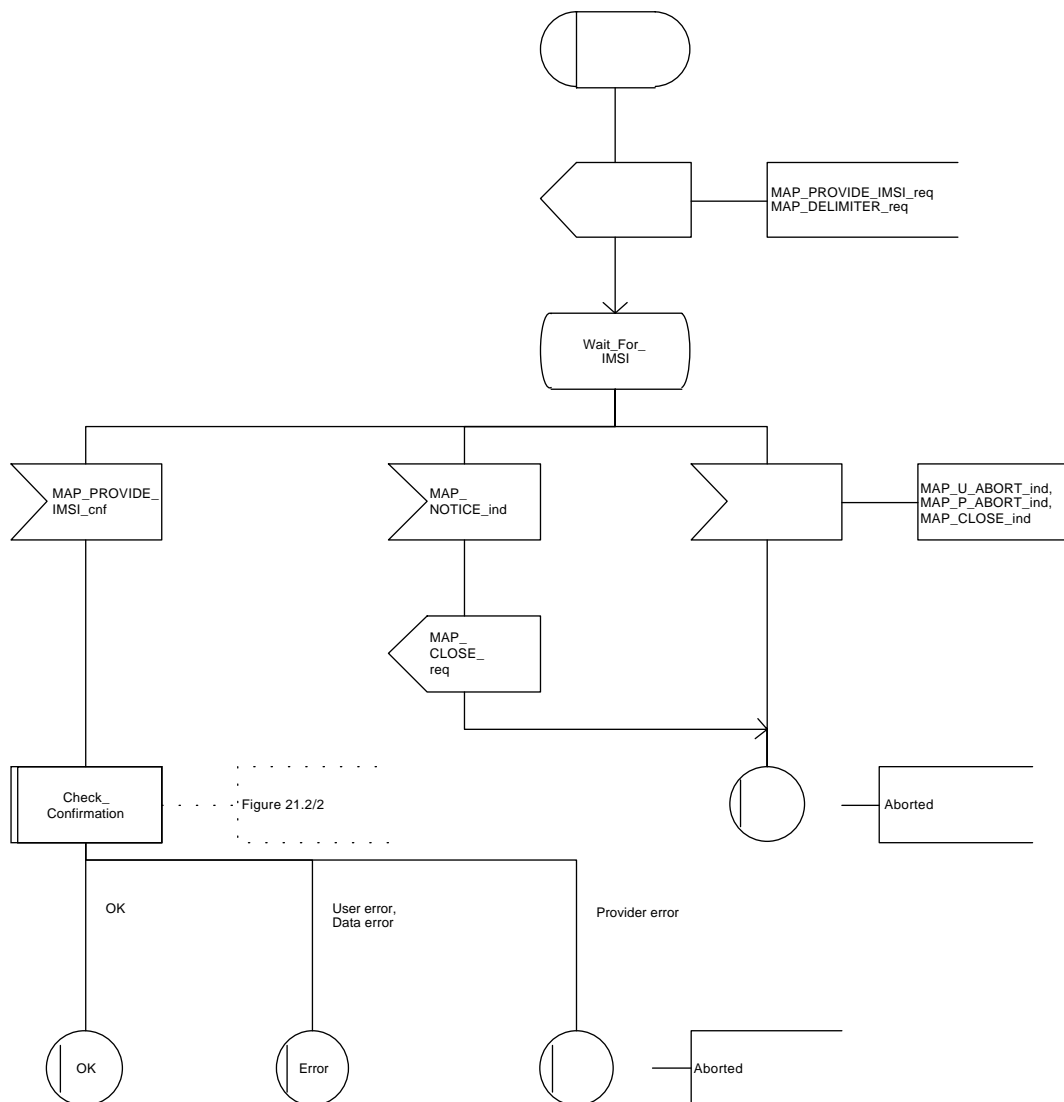 MAP_PROVIDE_IMSI_req
MAP_DELIMITER_req
Wait_For_
IMSI
MAP_PROVIDE_
IMSI_cnf
MAP_
NOTICE_ind
MAP_U_ABORT_ind,
MAP_P_ABORT_ind,
MAP_CLOSE_ind
MAP_
CLOSE_
req
Check_
Confirmation
Figure 21.2/2
Aborted
OK
User error,
Data error
Provider error
OK
Error
Aborted